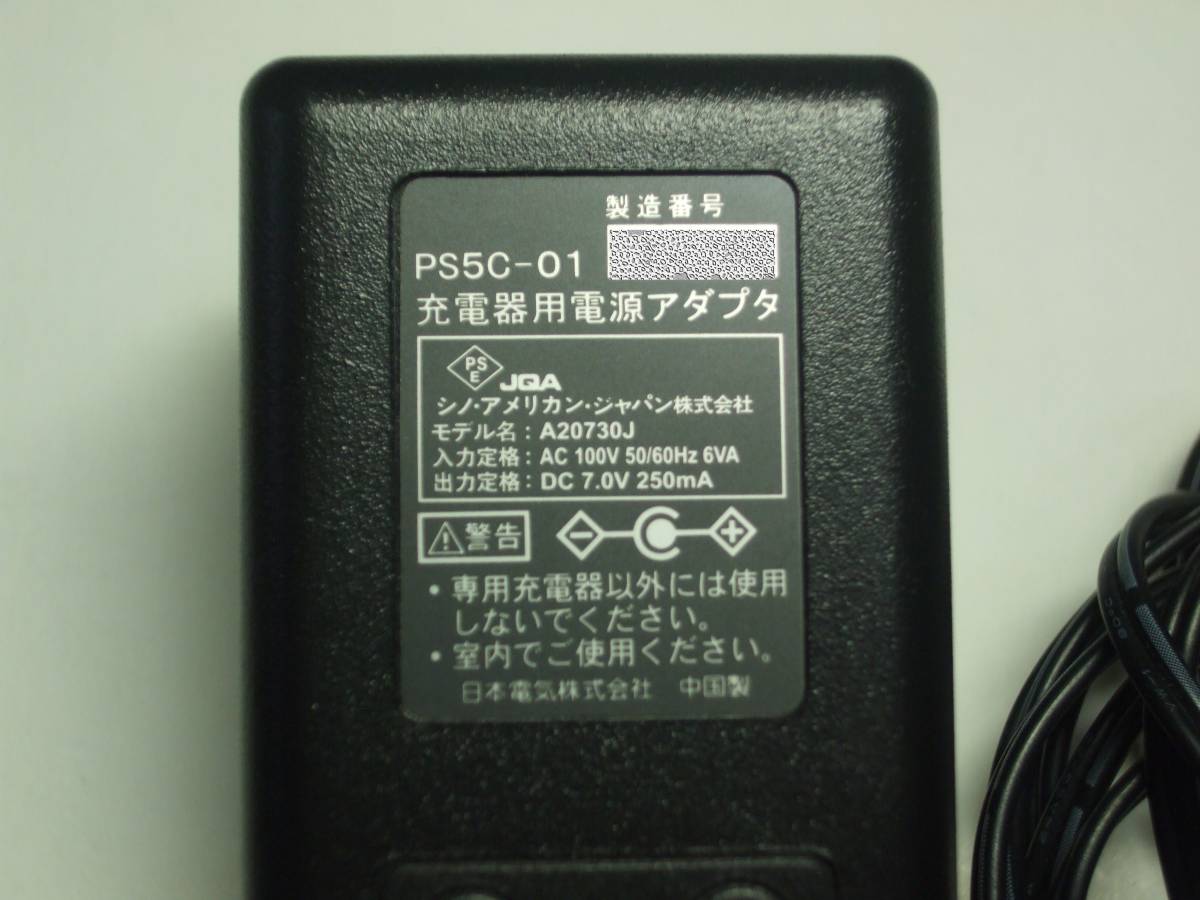 製造番号
PS5C-01
充電器用電源アダプタ
PS
E
JQA
シノ・アメリカン・ジャパン株式会社
モデル名：A20730J
入力定格：AC 100V 50/60Hz 6VA
出力定格：DC 7.0V 250mA
警告
・専用充電器以外には使用
しないでください。
・室内でご使用ください。
日本電気株式会社 中国製